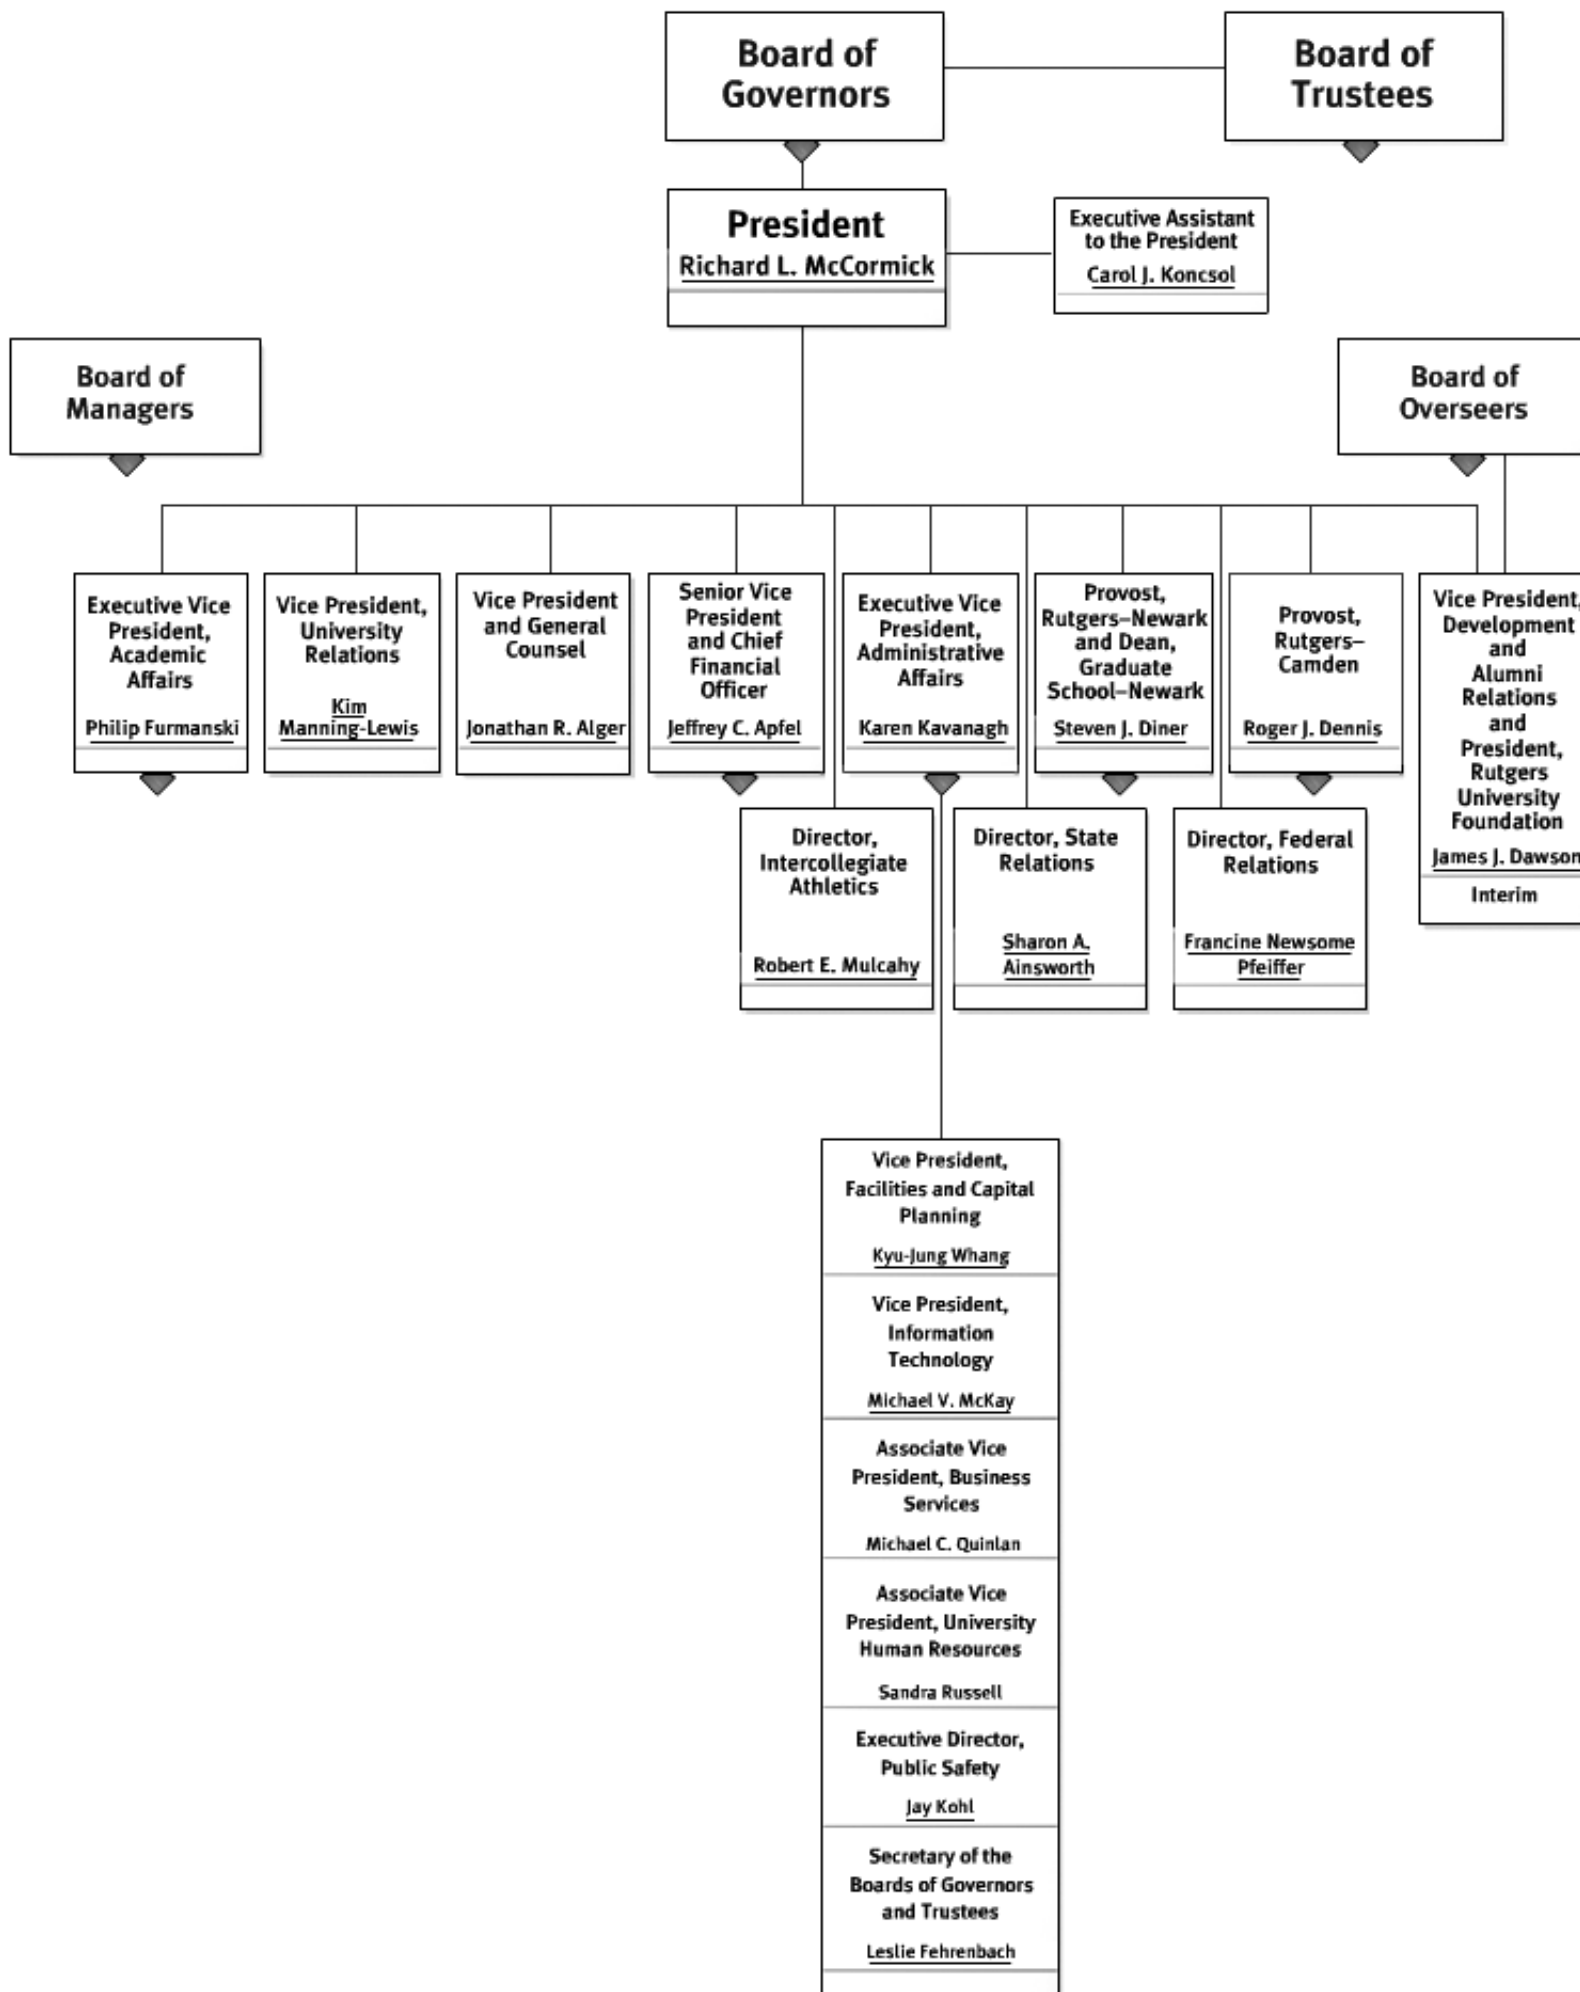 Board of
Governors
Board of
Trustees
President
Richard L. McCormick
Executive Assistant
to the President
Carol J. Koncsol
Board of
Managers
Board of
Overseers
Executive Vice
President,
Academic
Affairs
Philip Furmanski
Vice President,
University
Relations
Kim
Manning-Lewis
Vice President
and General
Counsel
Jonathan R. Alger
Senior Vice
President
and Chief
Financial
Officer
Jeffrey C. Apfel
Executive Vice
President,
Administrative
Affairs
Karen Kavanagh
Provost,
Rutgers–Newark
and Dean,
Graduate
School–Newark
Steven J. Diner
Provost,
Rutgers–
Camden
Roger J. Dennis
Vice President,
Development
and
Alumni
Relations
and
President,
Rutgers
University
Foundation
James J. Dawson
Interim
Director,
Intercollegiate
Athletics
Robert E. Mulcahy
Director, State
Relations
Sharon A.
Ainsworth
Director, Federal
Relations
Francine Newsome
Pfeiffer
Vice President,
Facilities and Capital
Planning
Kyu-Jung Whang
Vice President,
Information
Technology
Michael V. McKay
Associate Vice
President, Business
Services
Michael C. Quinlan
Associate Vice
President, University
Human Resources
Sandra Russell
Executive Director,
Public Safety
Jay Kohl
Secretary of the
Boards of Governors
and Trustees
Leslie Fehrenbach